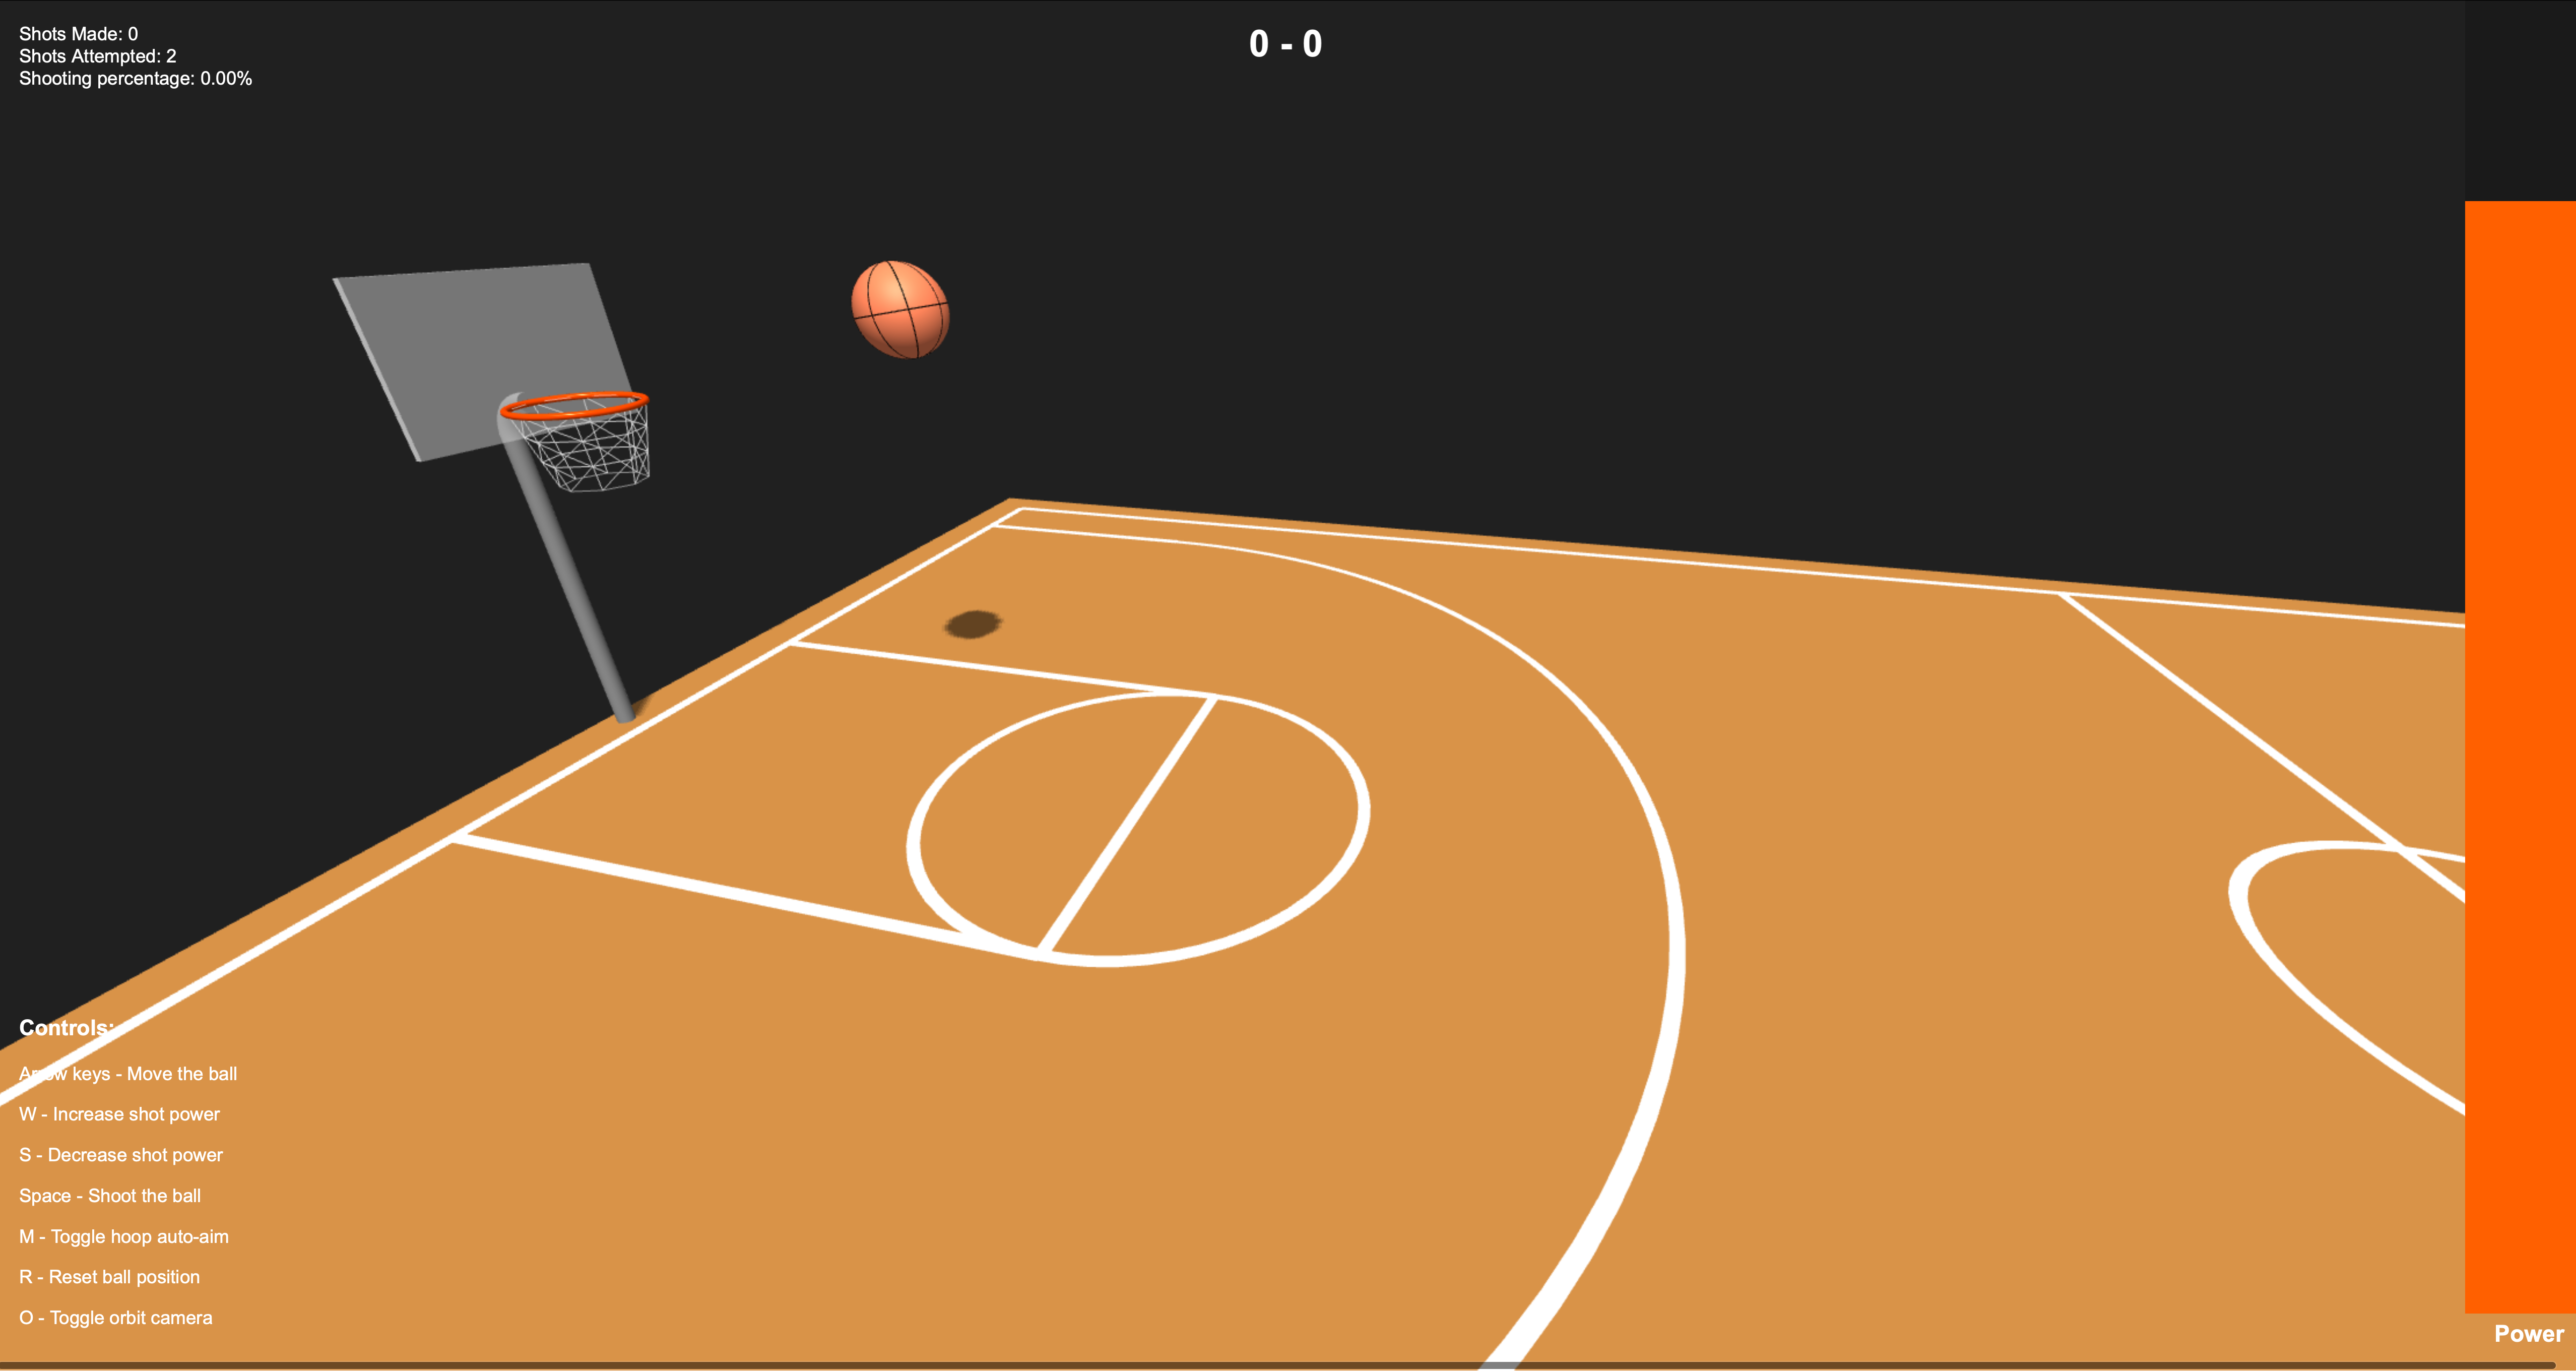 Shots Made: 0
Shots Attempted: 2
Shooting percentage: 0.00%
0 - 0
Controls:
Arrow keys - Move the ball
W - Increase shot power
S - Decrease shot power
Space - Shoot the ball
M - Toggle hoop auto-aim
R - Reset ball position
O - Toggle orbit camera
Power